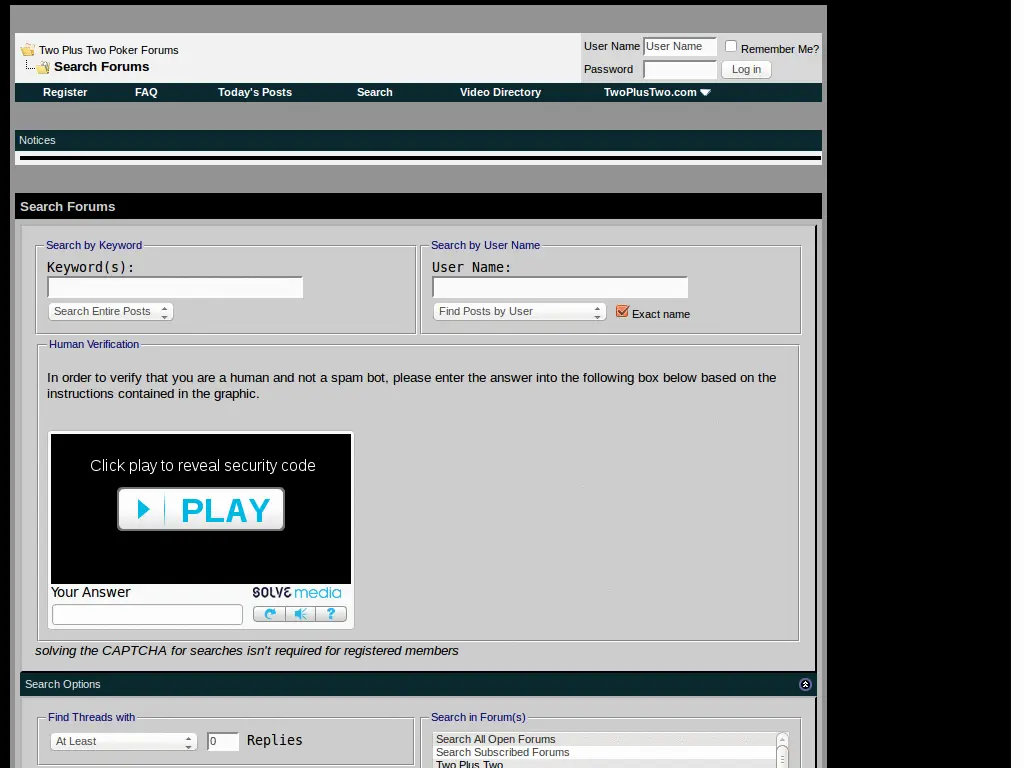 Two Plus Two Poker Forums
Search Forums
User Name User Name Remember Me?
Password Log in
Register FAQ Today's Posts Search Video Directory TwoPlusTwo.com
Notices
Search Forums
Search by Keyword
Keyword(s):
Search Entire Posts
Search by User Name
User Name:
Find Posts by User Exact name
Human Verification
In order to verify that you are a human and not a spam bot, please enter the answer into the following box below based on the
instructions contained in the graphic.
Click play to reveal security code
PLAY
Your Answer SOLVE media
?
solving the CAPTCHA for searches isn't required for registered members
Search Options
Find Threads with
At Least 0 Replies
Search in Forum(s)
Search All Open Forums
Search Subscribed Forums
Two Plus Two